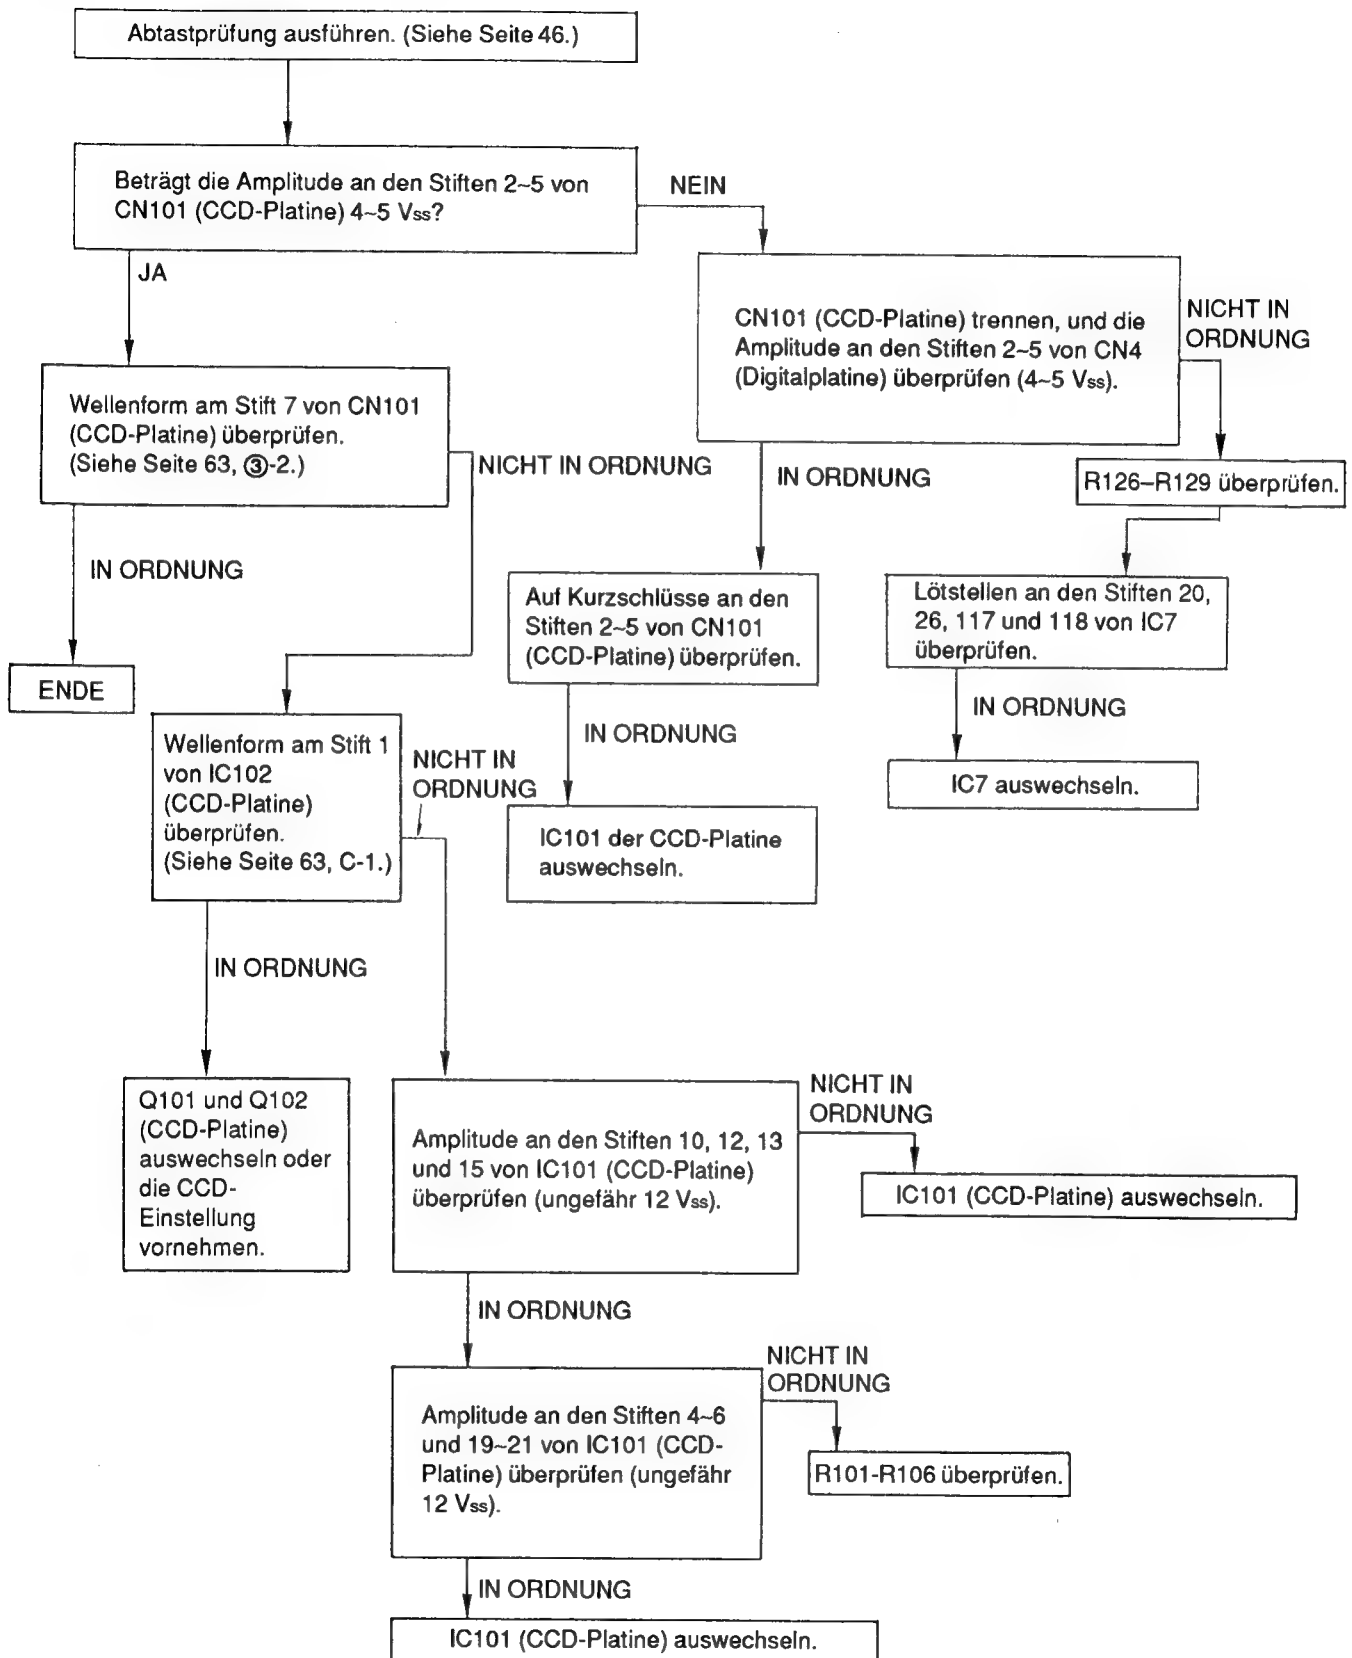 Abtastprüfung ausführen. (Siehe Seite 46.)
Beträgt die Amplitude an den Stiften 2~5 von
CN101 (CCD-Platine) 4~5 Vss?
NEIN
JA
CN101 (CCD-Platine) trennen, und die
Amplitude an den Stiften 2~5 von CN4
(Digitalplatine) überprüfen (4~5 Vss).
NICHT IN
ORDNUNG
Wellenform am Stift 7 von CN101
(CCD-Platine) überprüfen.
(Siehe Seite 63, ③-2.)
NICHT IN ORDNUNG
IN ORDNUNG
R126–R129 überprüfen.
IN ORDNUNG
Auf Kurzschlüsse an den
Stiften 2~5 von CN101
(CCD-Platine) überprüfen.
Lötstellen an den Stiften 20,
26, 117 und 118 von IC7
überprüfen.
ENDE
IN ORDNUNG
IN ORDNUNG
Wellenform am Stift 1
von IC102
(CCD-Platine)
überprüfen.
(Siehe Seite 63, C-1.)
NICHT IN
ORDNUNG
IC7 auswechseln.
IC101 der CCD-Platine
auswechseln.
IN ORDNUNG
Q101 und Q102
(CCD-Platine)
auswechseln oder
die CCD-
Einstellung
vornehmen.
Amplitude an den Stiften 10, 12, 13
und 15 von IC101 (CCD-Platine)
überprüfen (ungefähr 12 Vss).
NICHT IN
ORDNUNG
IC101 (CCD-Platine) auswechseln.
IN ORDNUNG
Amplitude an den Stiften 4~6
und 19~21 von IC101 (CCD-
Platine) überprüfen (ungefähr
12 Vss).
NICHT IN
ORDNUNG
R101-R106 überprüfen.
IN ORDNUNG
IC101 (CCD-Platine) auswechseln.